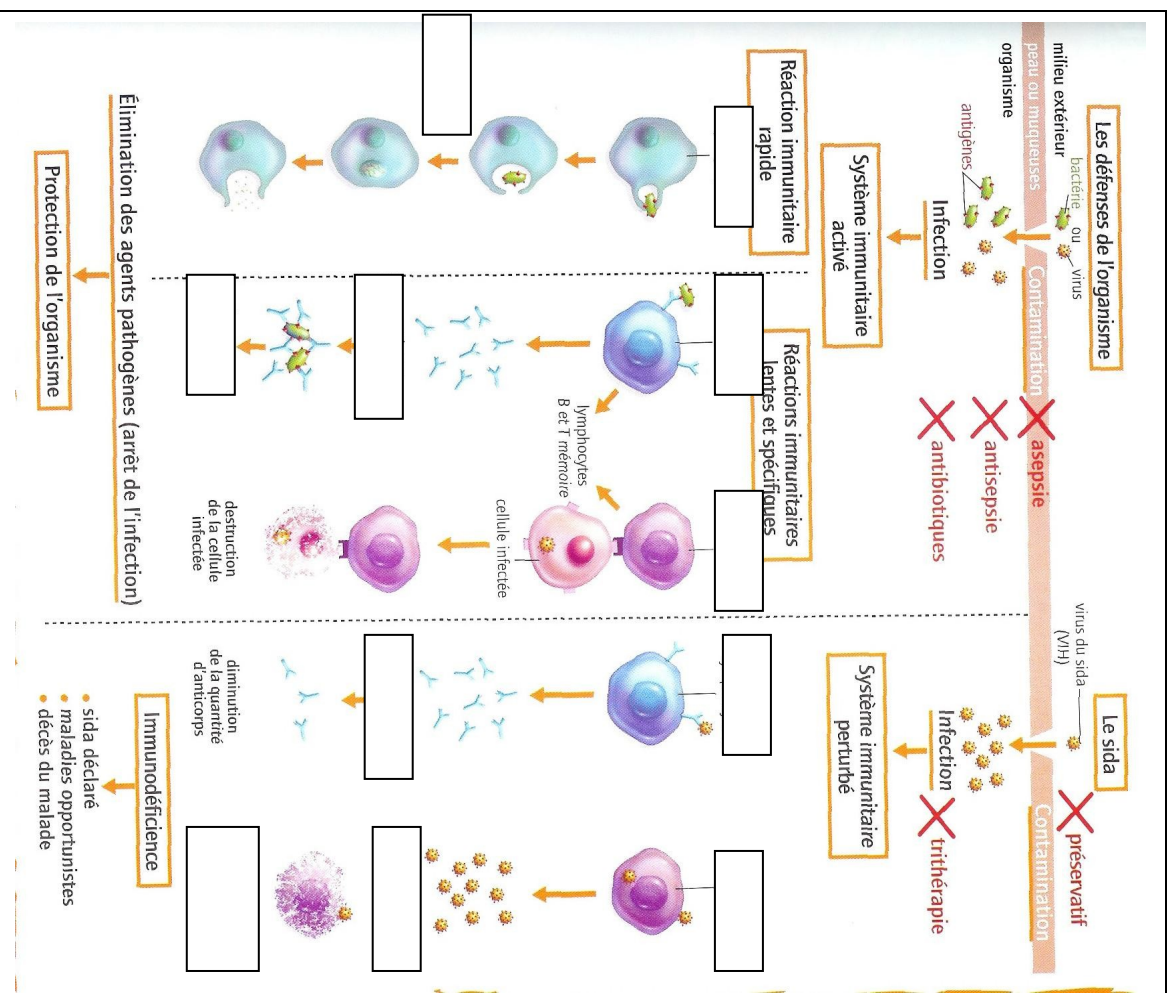 Les défenses de l'organisme
milieu extérieur
bactérie ou
virus
peau ou muqueuses
Contamination
asepsie
organisme
antigènes
antisepsie
Infection
antibiotiques
Système immunitaire
activé
Réaction immunitaire
rapide
Réactions immunitaires
lentes et spécifiques
lymphocytes
B et T mémoire
cellule infectée
destruction
de la cellule
infectée
Élimination des agents pathogènes (arrêt de l'infection)
Protection de l'organisme
Le sida
virus du sida
(VIH)
préservatif
Contamination
Infection
trithérapie
Système immunitaire
perturbé
diminution
de la quantité
d'anticorps
Immunodéficience
• sida déclaré
• maladies opportunistes
• décès du malade